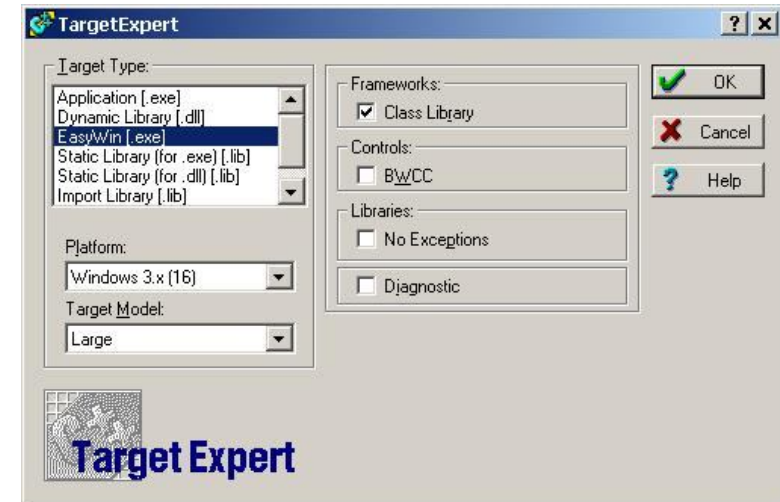 TargetExpert
Target Type:
Application [.exe]
Dynamic Library [.dll]
EasyWin [.exe]
Static Library (for .exe) [.lib]
Static Library (for .dll) [.lib]
Import Library [.lib]
Platform:
Windows 3.x (16)
Target Model:
Large
Frameworks:
Class Library
Controls:
BWCC
Libraries:
No Exceptions
Diagnostic
OK
Cancel
Help
C++
Target Expert